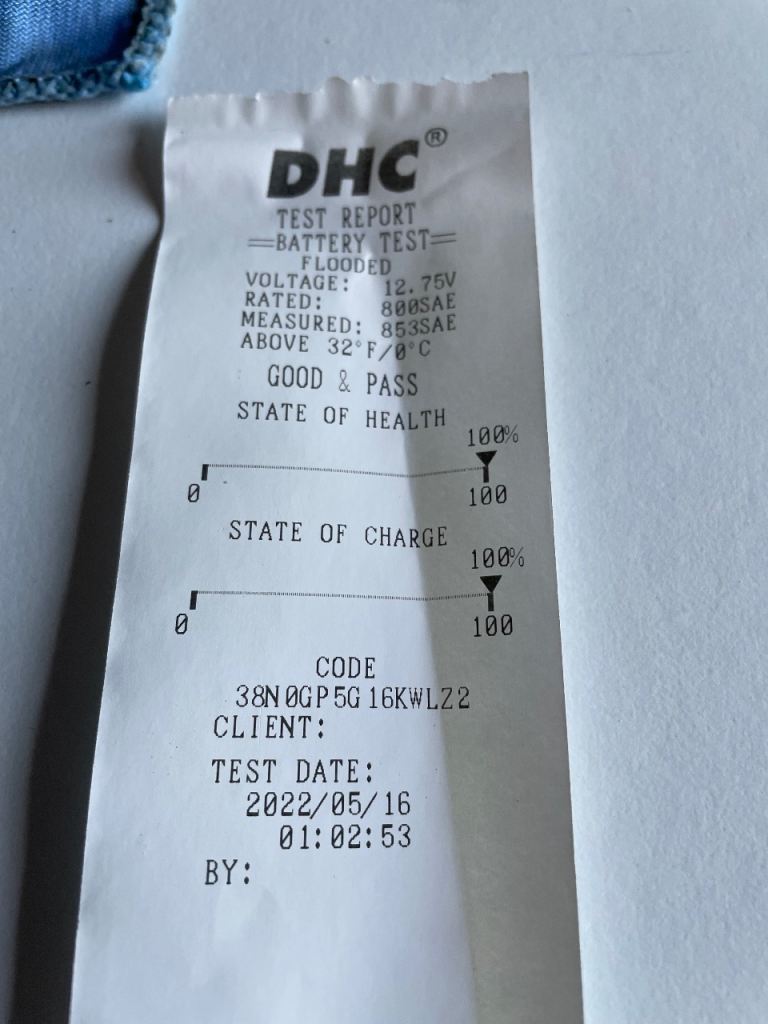 DHC®
TEST REPORT
=BATTERY TEST=
FLOODED
VOLTAGE: 12.75V
RATED: 800SAE
MEASURED: 853SAE
ABOVE 32°F/0°C
GOOD & PASS
STATE OF HEALTH
100%
0 100
STATE OF CHARGE
100%
0 100
CODE
38N0GP5G16KWLZ2
CLIENT:
TEST DATE:
2022/05/16
01:02:53
BY: